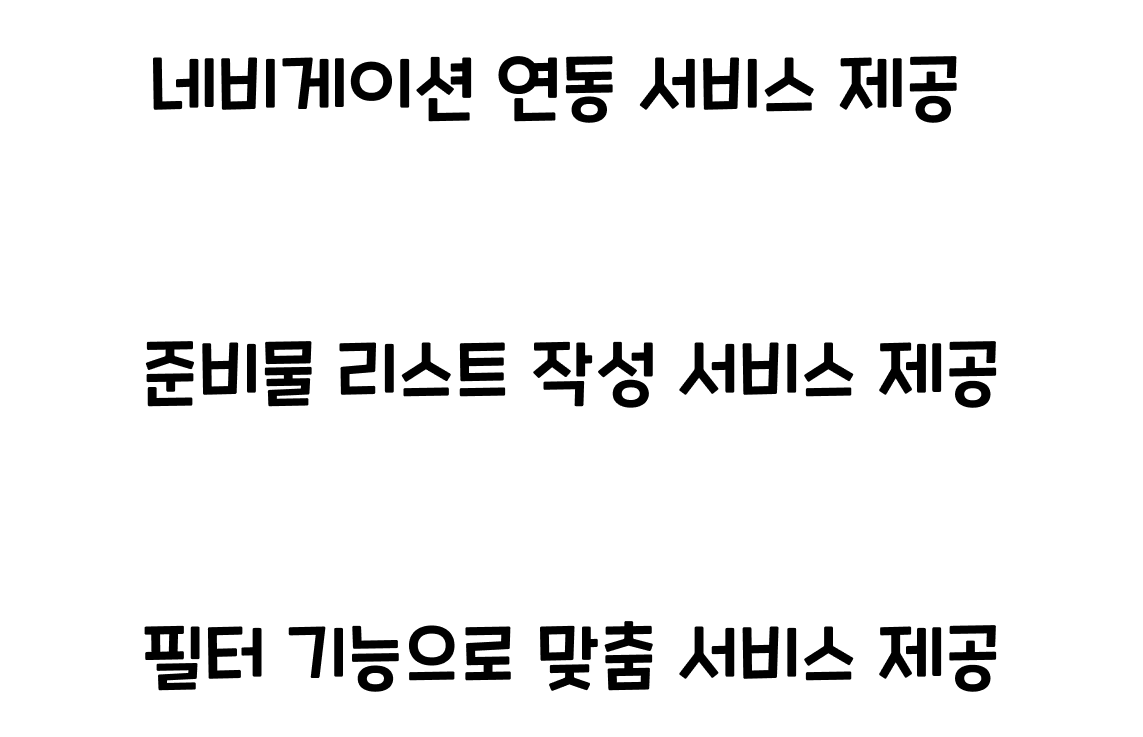 네비게이션 연동 서비스 제공
준비물 리스트 작성 서비스 제공
필터 기능으로 맞춤 서비스 제공